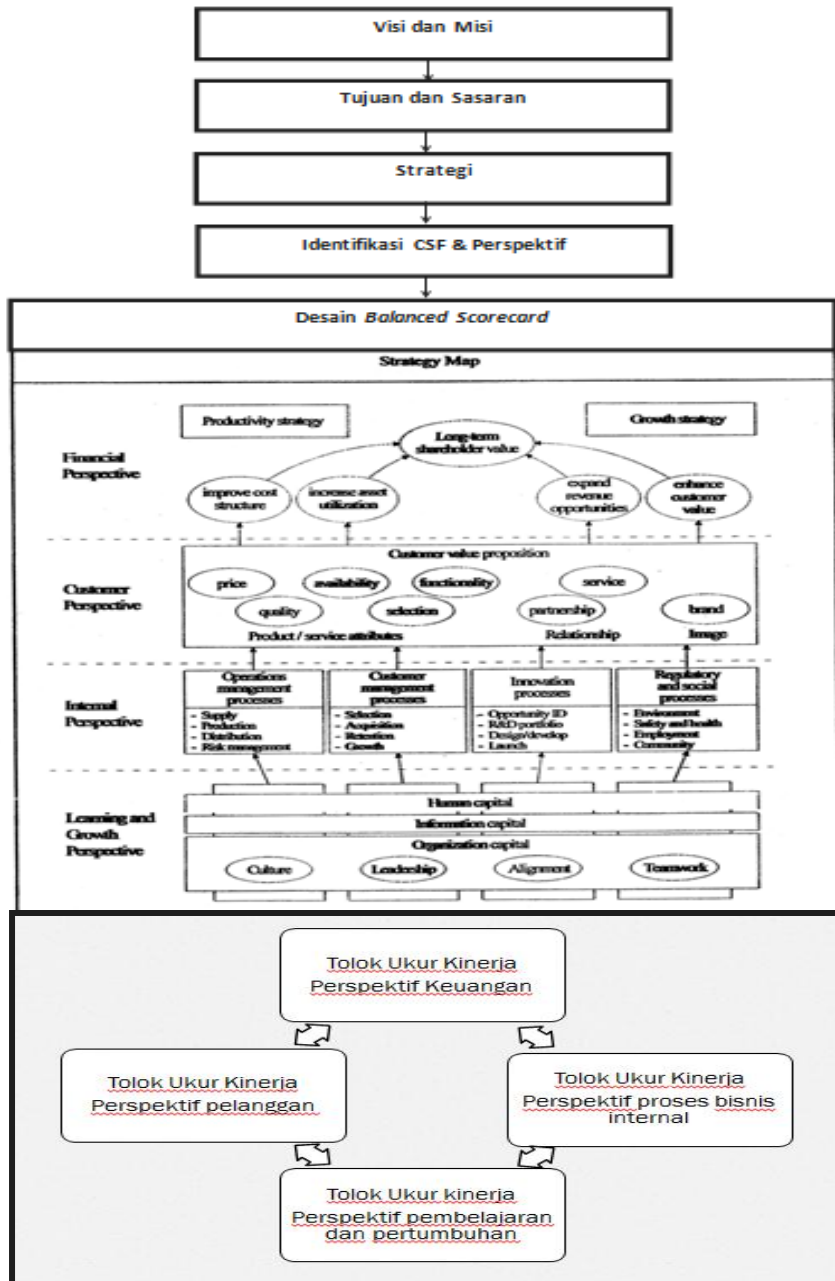 Visi dan Misi
Tujuan dan Sasaran
Strategi
Identifikasi CSF & Perspektif
Desain Balanced Scorecard
Strategy Map
Productivity strategy
Growth strategy
Long-term
shareholder value
Financial
Perspective
improve cost
structure
increase asset
utilization
expand
revenue
opportunities
enhance
customer
value
Customer value proposition
Customer
Perspective
price
availability
functionality
service
quality
selection
partnership
brand
Product / service attributes
Relationship
Image
Internal
Perspective
Operations
management
processes
- Supply
- Production
- Distribution
- Risk management
Customer
management
processes
- Selection
- Acquisition
- Retention
- Growth
Innovation
processes
- Opportunity ID
- R&D portfolio
- Design/develop
- Launch
Regulatory
and social
processes
- Environment
- Safety and health
- Employment
- Community
Learning and
Growth
Perspective
Human capital
Information capital
Organization capital
Culture
Leadership
Alignment
Teamwork
Tolok Ukur Kinerja
Perspektif Keuangan
Tolok Ukur Kinerja
Perspektif pelanggan
Tolok Ukur Kinerja
Perspektif proses bisnis
internal
Tolok Ukur kinerja
Perspektif pembelajaran
dan pertumbuhan